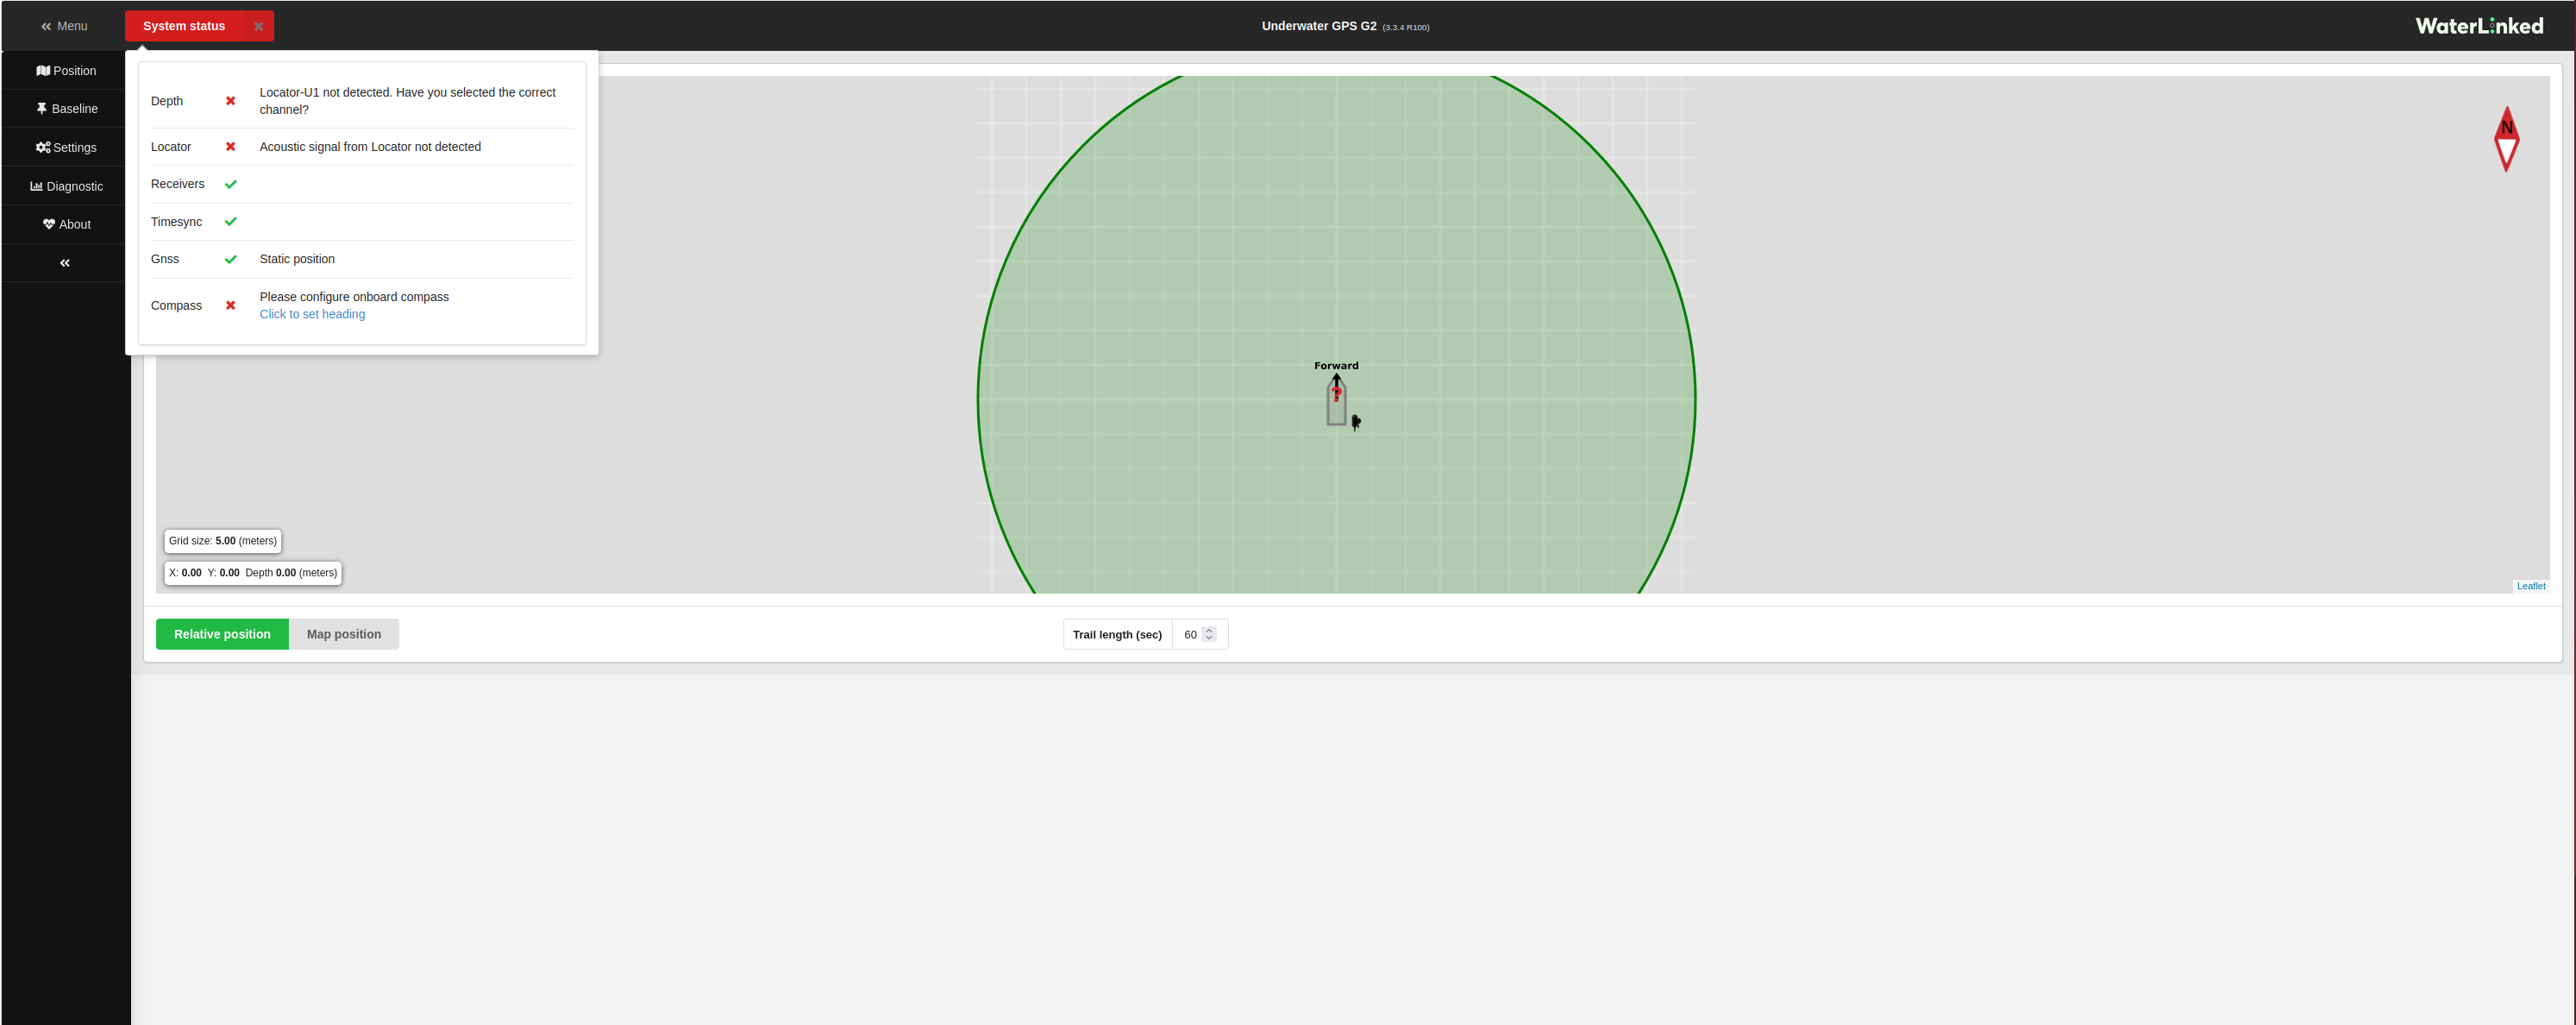 Menu
System status
Underwater GPS G2 (3.3.4 R100)
WaterLinked
Position
Baseline
Settings
Diagnostic
About
Depth
Locator-U1 not detected. Have you selected the correct
channel?
Locator
Acoustic signal from Locator not detected
Receivers
Timesync
Gnss
Static position
Compass
Please configure onboard compass
Click to set heading
N
Forward
?
Grid size: 5.00 (meters)
X: 0.00 Y: 0.00 Depth 0.00 (meters)
Leaflet
Relative position
Map position
Trail length (sec)
60